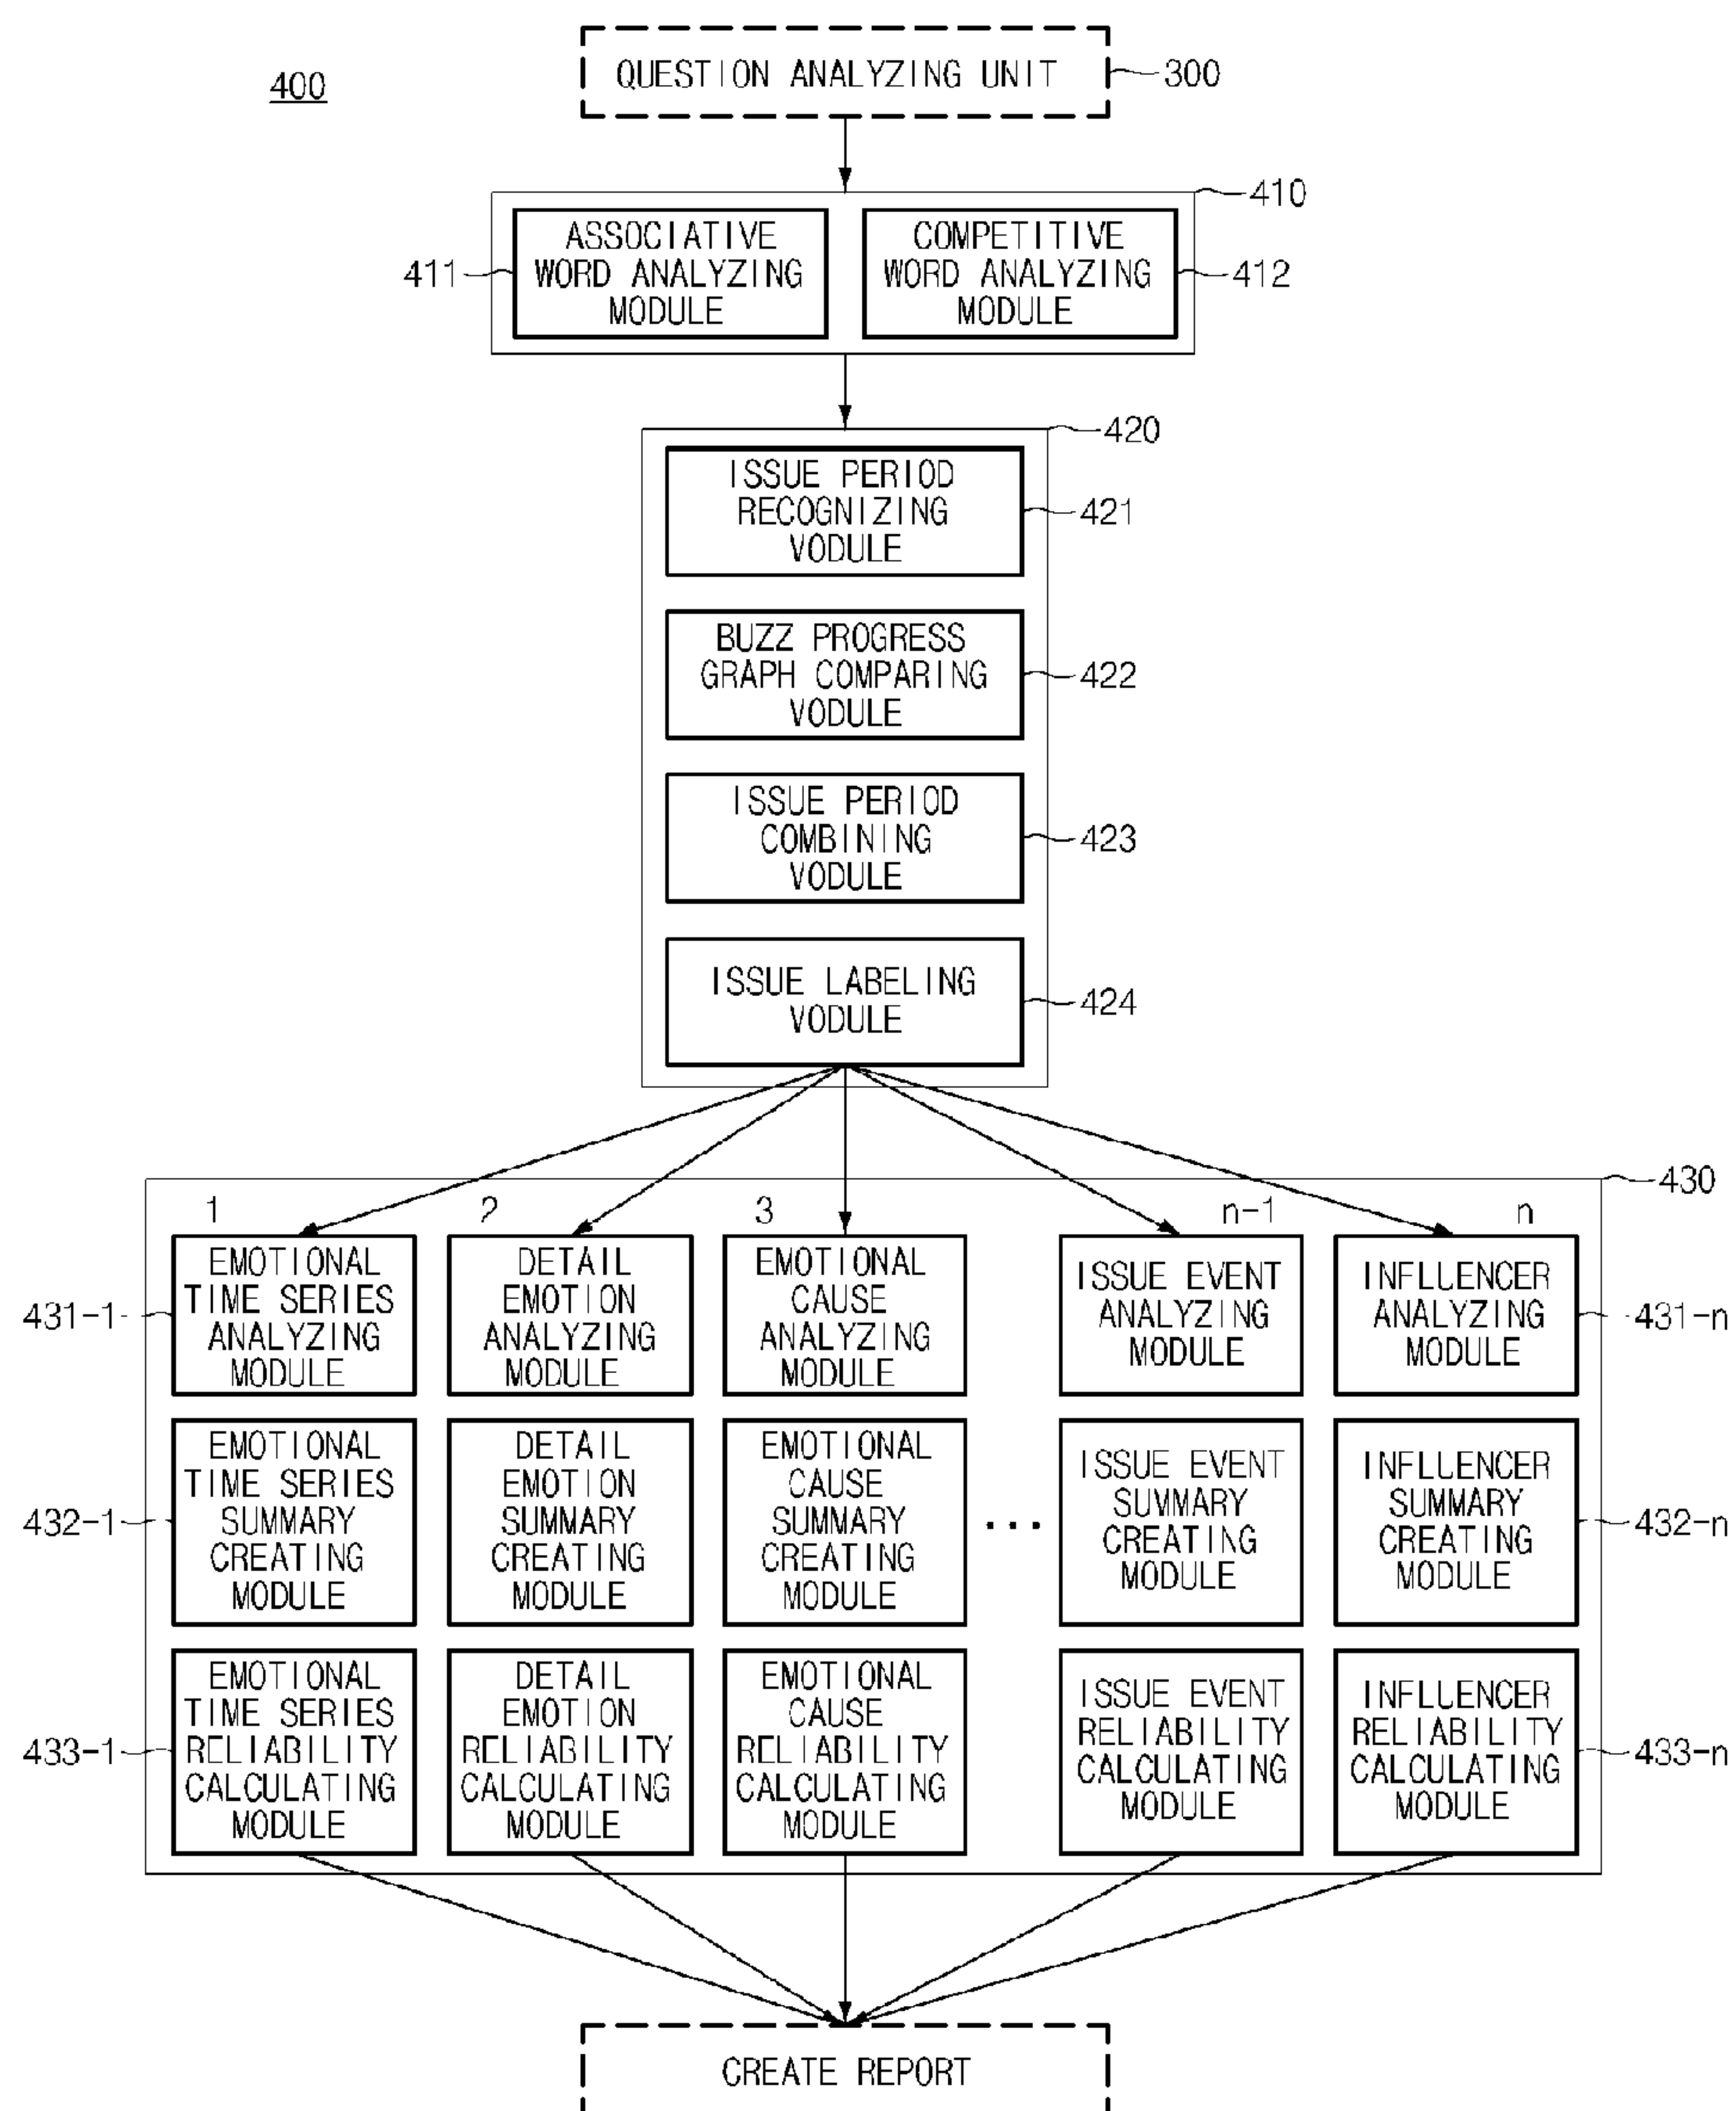 400
QUESTION ANALYZING UNIT
300
410
ASSOCIATIVE
WORD ANALYZING
MODULE
411
COMPETITIVE
WORD ANALYZING
MODULE
412
420
ISSUE PERIOD
RECOGNIZING
VODULE
421
BUZZ PROGRESS
GRAPH COMPARING
VODULE
422
ISSUE PERIOD
COMBINING
VODULE
423
ISSUE LABELING
VODULE
424
430
1
2
3
n-1
n
431-1
EMOTIONAL
TIME SERIES
ANALYZING
MODULE
DETAIL
EMOTION
ANALYZING
MODULE
EMOTIONAL
CAUSE
ANALYZING
MODULE
ISSUE EVENT
ANALYZING
MODULE
INFLUENCER
ANALYZING
MODULE
431-n
432-1
EMOTIONAL
TIME SERIES
SUMMARY
CREATING
MODULE
DETAIL
EMOTION
SUMMARY
CREATING
MODULE
EMOTIONAL
CAUSE
SUMMARY
CREATING
MODULE
...
ISSUE EVENT
SUMMARY
CREATING
MODULE
INFLUENCER
SUMMARY
CREATING
MODULE
432-n
433-1
EMOTIONAL
TIME SERIES
RELIABILITY
CALCULATING
MODULE
DETAIL
EMOTION
RELIABILITY
CALCULATING
MODULE
EMOTIONAL
CAUSE
RELIABILITY
CALCULATING
MODULE
ISSUE EVENT
RELIABILITY
CALCULATING
MODULE
INFLUENCER
RELIABILITY
CALCULATING
MODULE
433-n
CREATE REPORT